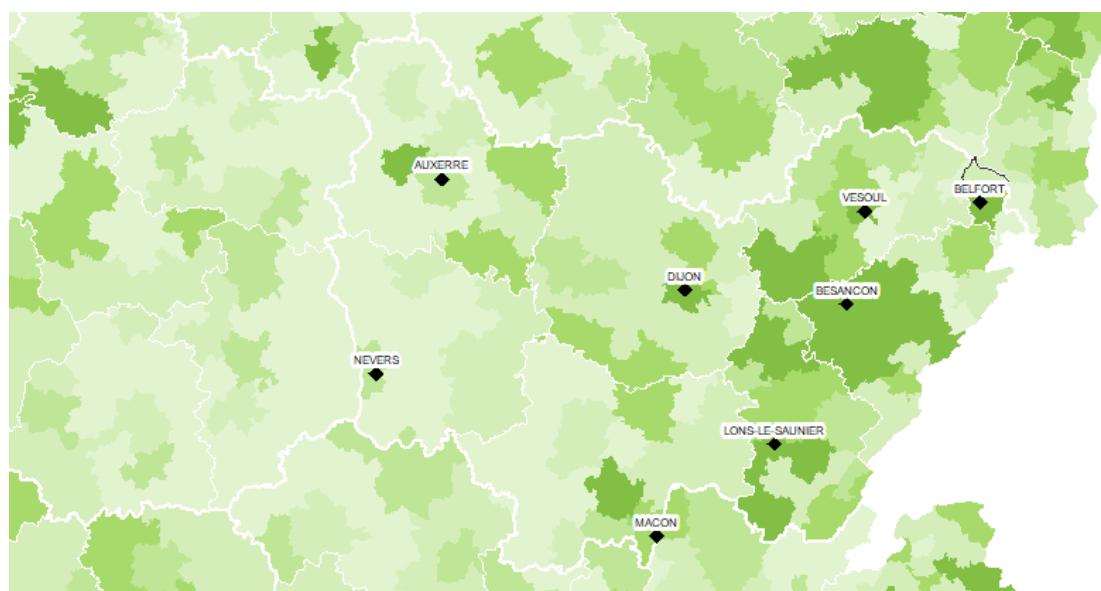 AUXERRE
BELFORT
VESOUL
DIJON
BESANCON
NEVERS
LONS-LE-SAUNIER
MACON